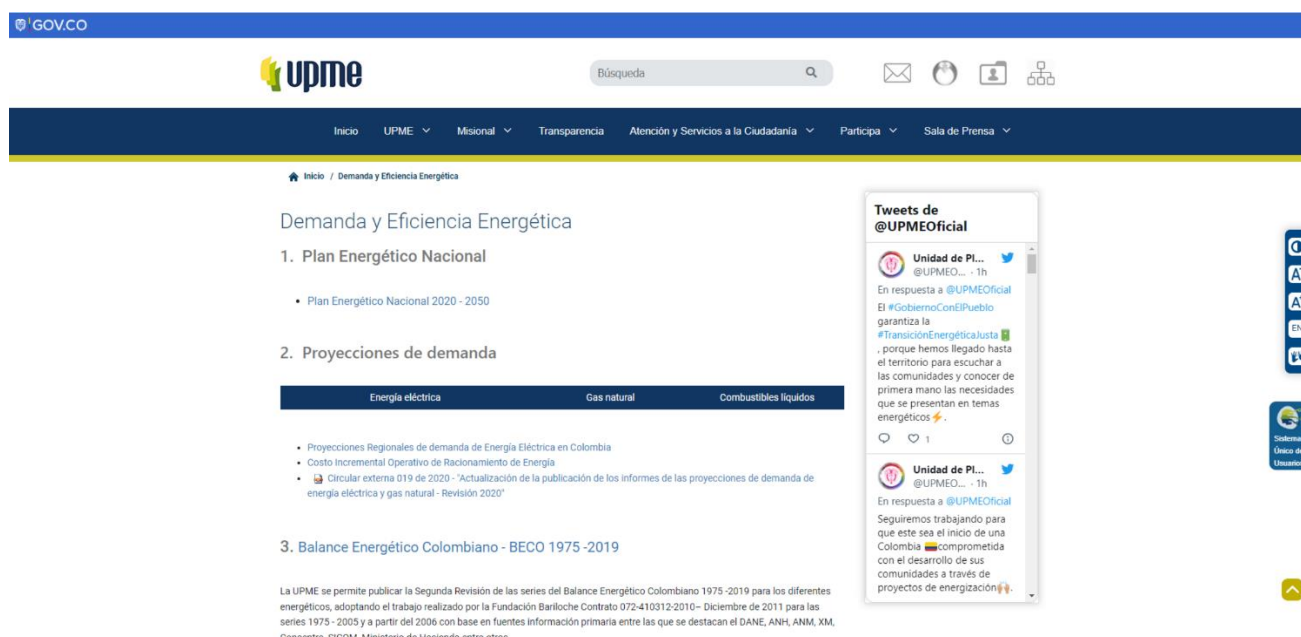 GOV.CO
upme
Búsqueda
Inicio UPME Misional Transparencia Atención y Servicios a la Ciudadanía Participa Sala de Prensa
Inicio / Demanda y Eficiencia Energética
Demanda y Eficiencia Energética
1. Plan Energético Nacional
• Plan Energético Nacional 2020 - 2050
2. Proyecciones de demanda
Energía eléctrica Gas natural Combustibles líquidos
• Proyecciones Regionales de demanda de Energía Eléctrica en Colombia
• Costo Incremental Operativo de Racionamiento de Energía
• Circular externa 019 de 2020 - "Actualización de la publicación de los informes de las proyecciones de demanda de
energía eléctrica y gas natural - Revisión 2020"
3. Balance Energético Colombiano - BECO 1975 -2019
La UPME se permite publicar la Segunda Revisión de las series del Balance Energético Colombiano 1975 -2019 para los diferentes
energéticos, adoptando el trabajo realizado por la Fundación Bariloche Contrato 072-410312-2010– Diciembre de 2011 para las
series 1975 - 2005 y a partir del 2006 con base en fuentes información primaria entre las que se destacan el DANE, ANH, ANM, XM,
Concentra, SICOM, Ministerio de Hacienda entre otros
Tweets de
@UPMEOficial
Unidad de Pl...
@UPMEO... · 1h
En respuesta a @UPMEOficial
El #GobiernoConElPueblo
garantiza la
#TransiciónEnergéticaJusta
, porque hemos llegado hasta
el territorio para escuchar a
las comunidades y conocer de
primera mano las necesidades
que se presentan en temas
energéticos⚡.
1
Unidad de Pl...
@UPMEO... · 1h
En respuesta a @UPMEOficial
Seguiremos trabajando para
que este sea el inicio de una
Colombia 🇨🇴comprometida
con el desarrollo de sus
comunidades a través de
proyectos de energización🙌.
A
A
EN
Sistema
Único de
Usuario